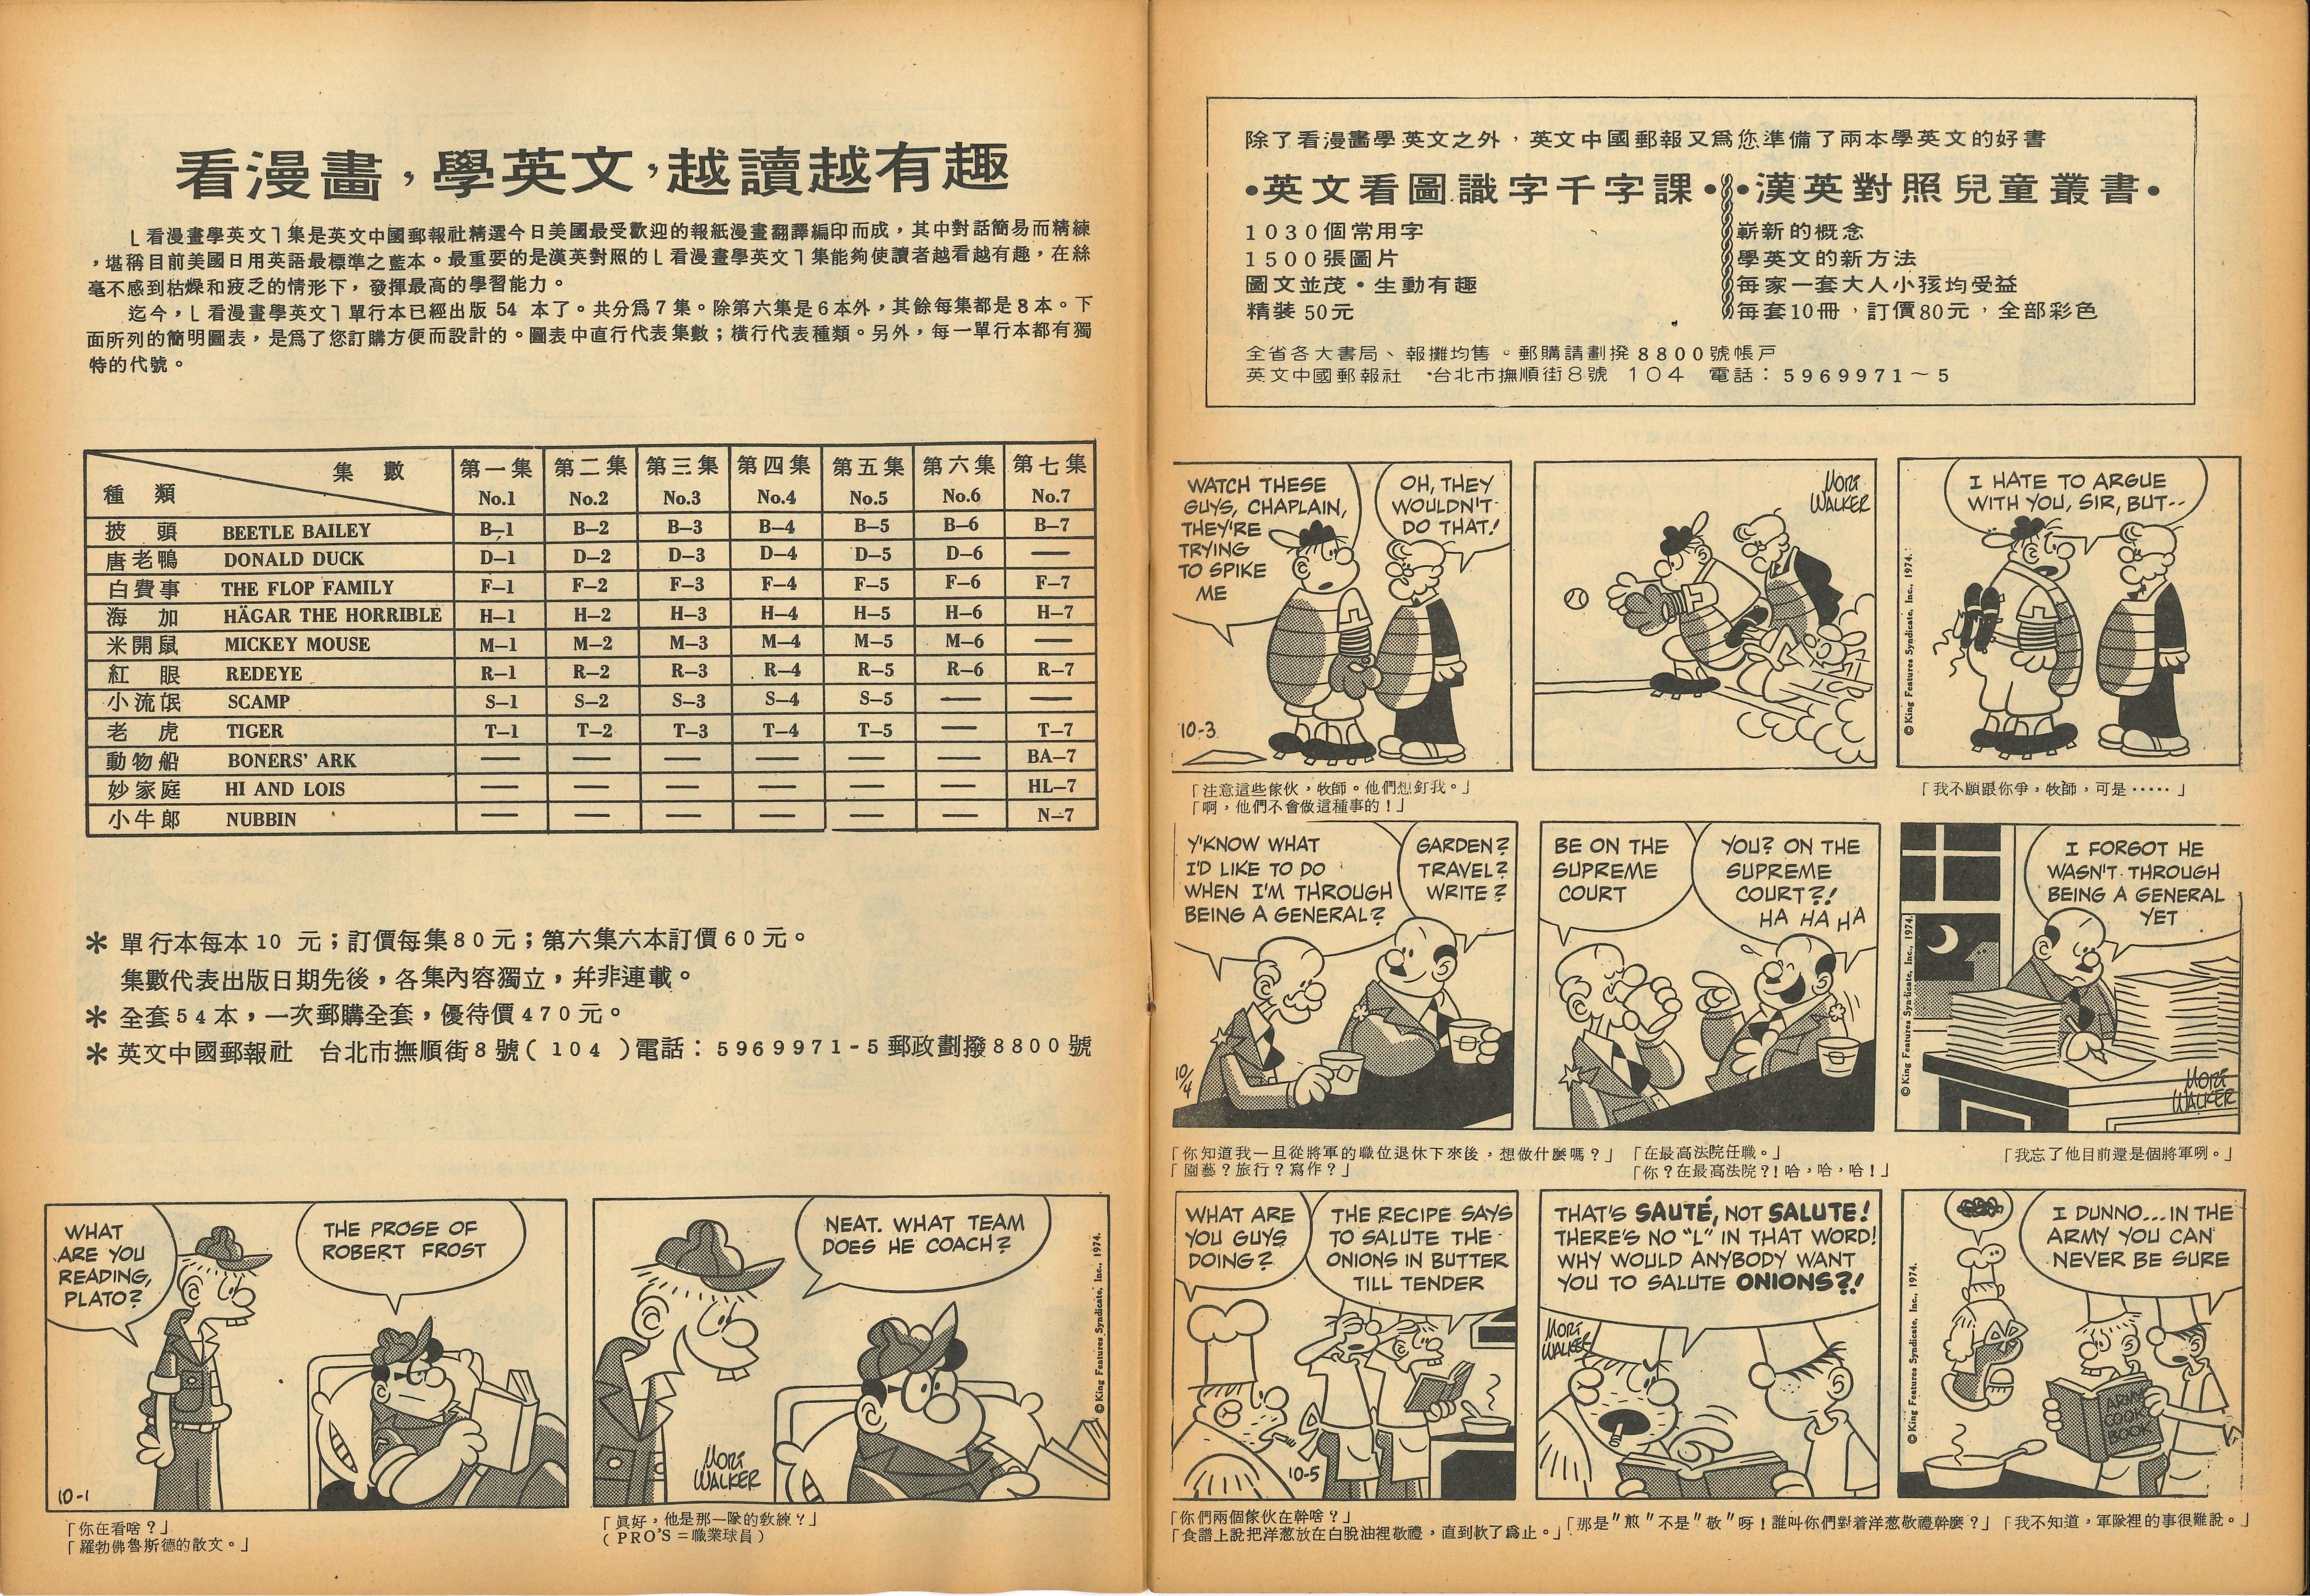 看漫畫，學英文，越讀越有趣
「看漫畫學英文」集是英文中國郵報社精選今日美國最受歡迎的報紙漫畫翻譯編印而成，其中對話簡易而精練
，堪稱目前美國日用英語最標準之藍本。最重要的是漢英對照的「看漫畫學英文」集能夠使讀者越看越有趣，在絲
毫不感到枯燥和疲乏的情形下，發揮最高的學習能力。
迄今，「看漫畫學英文」單行本已經出版 54 本了。共分爲7集。除第六集是6本外，其餘每集都是8本。下
面所列的簡明圖表，是爲了您訂購方便而設計的。圖表中直行代表集數；橫行代表種類。另外，每一單行本都有獨
特的代號。
集數 第一集 第二集 第三集 第四集 第五集 第六集 第七集
種類 No.1 No.2 No.3 No.4 No.5 No.6 No.7
披頭 BEETLE BAILEY B–1 B–2 B–3 B–4 B–5 B–6 B–7
唐老鴨 DONALD DUCK D–1 D–2 D–3 D–4 D–5 D–6 —
白費事 THE FLOP FAMILY F–1 F–2 F–3 F–4 F–5 F–6 F–7
海加 HÄGAR THE HORRIBLE H–1 H–2 H–3 H–4 H–5 H–6 H–7
米開鼠 MICKEY MOUSE M–1 M–2 M–3 M–4 M–5 M–6 —
紅眼 REDEYE R–1 R–2 R–3 R–4 R–5 R–6 R–7
小流氓 SCAMP S–1 S–2 S–3 S–4 S–5 — —
老虎 TIGER T–1 T–2 T–3 T–4 T–5 — T–7
動物船 BONERS' ARK — — — — — — BA–7
妙家庭 HI AND LOIS — — — — — — HL–7
小牛郎 NUBBIN — — — — — — N–7
＊ 單行本每本10 元；訂價每集80元；第六集六本訂價60元。
集數代表出版日期先後，各集內容獨立，幷非連載。
＊ 全套54本，一次郵購全套，優待價470元。
＊ 英文中國郵報社 台北市撫順街8號( 104 )電話：5969971-5郵政劃撥8800號
WHAT
ARE YOU
READING,
PLATO?
THE PROSE OF
ROBERT FROST
10-1
NEAT. WHAT TEAM
DOES HE COACH?
MORT
WALKER
© King Features Syndicate, Inc., 1974.
「你在看啥？」
「羅勃佛魯斯德的散文。」
「眞好，他是那一隊的教練？」
（PRO'S＝職業球員）
除了看漫畫學英文之外，英文中國郵報又爲您準備了兩本學英文的好書
•英文看圖識字千字課•
1030個常用字
1500張圖片
圖文並茂•生動有趣
精裝 50元
•漢英對照兒童叢書•
嶄新的概念
學英文的新方法
每家一套大人小孩均受益
每套10冊，訂價80元，全部彩色
全省各大書局、報攤均售。郵購請劃撥8800號帳戶
英文中國郵報社 台北市撫順街8號 104 電話：5969971～5
WATCH THESE
GUYS, CHAPLAIN,
THEY'RE
TRYING
TO SPIKE
ME
OH, THEY
WOULDN'T
DO THAT!
10-3
MORT
WALKER
I HATE TO ARGUE
WITH YOU, SIR, BUT--
© King Features Syndicate, Inc., 1974.
「注意這些傢伙，牧師。他們想釘我。」
「啊，他們不會做這種事的！」
「我不願跟你爭，牧師，可是‥‥‥」
Y'KNOW WHAT
I'D LIKE TO DO
WHEN I'M THROUGH
BEING A GENERAL?
GARDEN?
TRAVEL?
WRITE?
10/4
BE ON THE
SUPREME
COURT
YOU? ON THE
SUPREME
COURT?!
HA HA HA
I FORGOT HE
WASN'T THROUGH
BEING A GENERAL
YET
© King Features Syndicate, Inc., 1974.
MORT
WALKER
「你知道我一旦從將軍的職位退休下來後，想做什麼嗎？」
「園藝？旅行？寫作？」
「在最高法院任職。」
「你？在最高法院？！哈，哈，哈！」
「我忘了他目前還是個將軍咧。」
WHAT ARE
YOU GUYS
DOING?
THE RECIPE SAYS
TO SALUTE THE
ONIONS IN BUTTER
TILL TENDER
10-5
THAT'S SAUTÉ, NOT SALUTE!
THERE'S NO "L" IN THAT WORD!
WHY WOULD ANYBODY WANT
YOU TO SALUTE ONIONS?!
MORT
WALKER
I DUNNO...IN THE
ARMY YOU CAN
NEVER BE SURE
ARMY
COOK
BOOK
© King Features Syndicate, Inc., 1974.
「你們兩個傢伙在幹啥？」
「食譜上說把洋葱放在白脫油裡敬禮，直到軟了爲止。」
「那是"煎"不是"敬"呀！誰叫你們對着洋葱敬禮幹麼？」
「我不知道，軍隊裡的事很難說。」